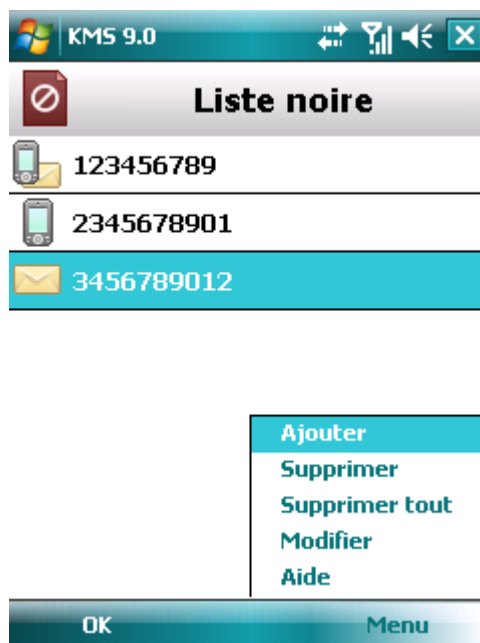 KMS 9.0
Liste noire
123456789
2345678901
3456789012
Ajouter
Supprimer
Supprimer tout
Modifier
Aide
OK
Menu